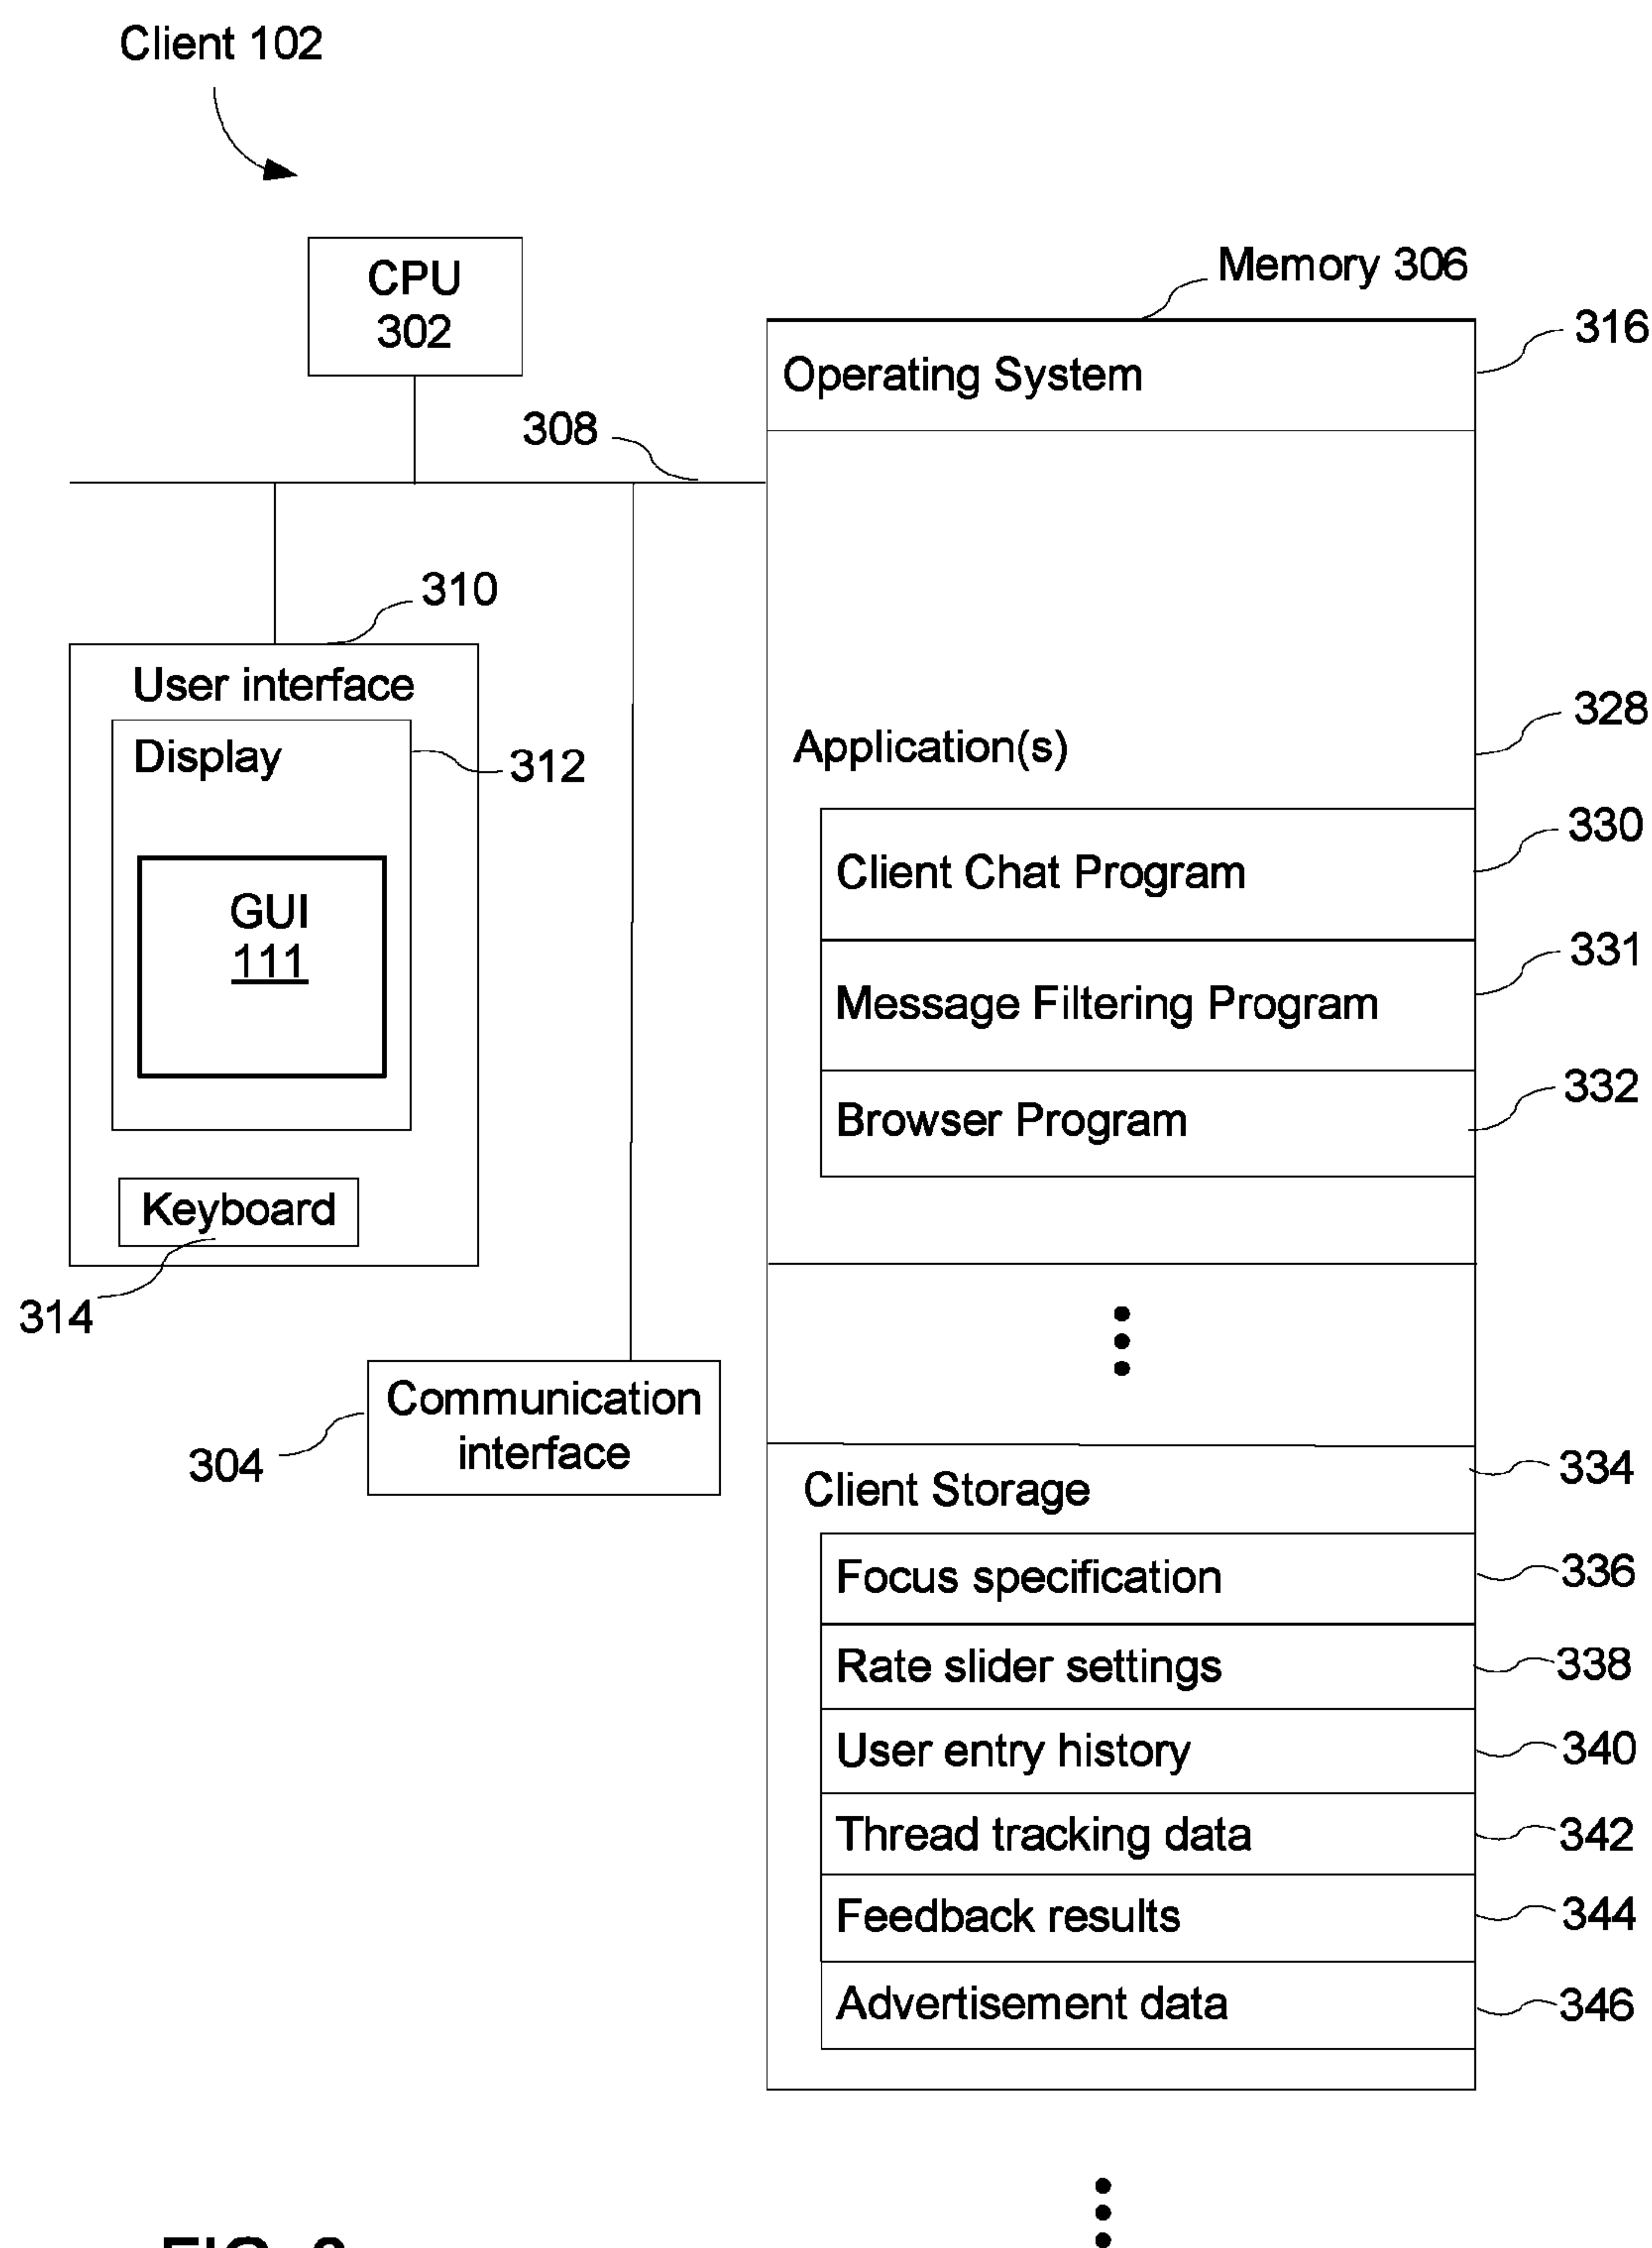 Client 102
CPU
302
Memory 306
316
Operating System
308
310
User interface
Display
312
GUI
111
Keyboard
314
Communication
interface
304
328
Application(s)
330
Client Chat Program
331
Message Filtering Program
332
Browser Program
334
Client Storage
Focus specification
336
Rate slider settings
338
User entry history
340
Thread tracking data
342
Feedback results
344
Advertisement data
346